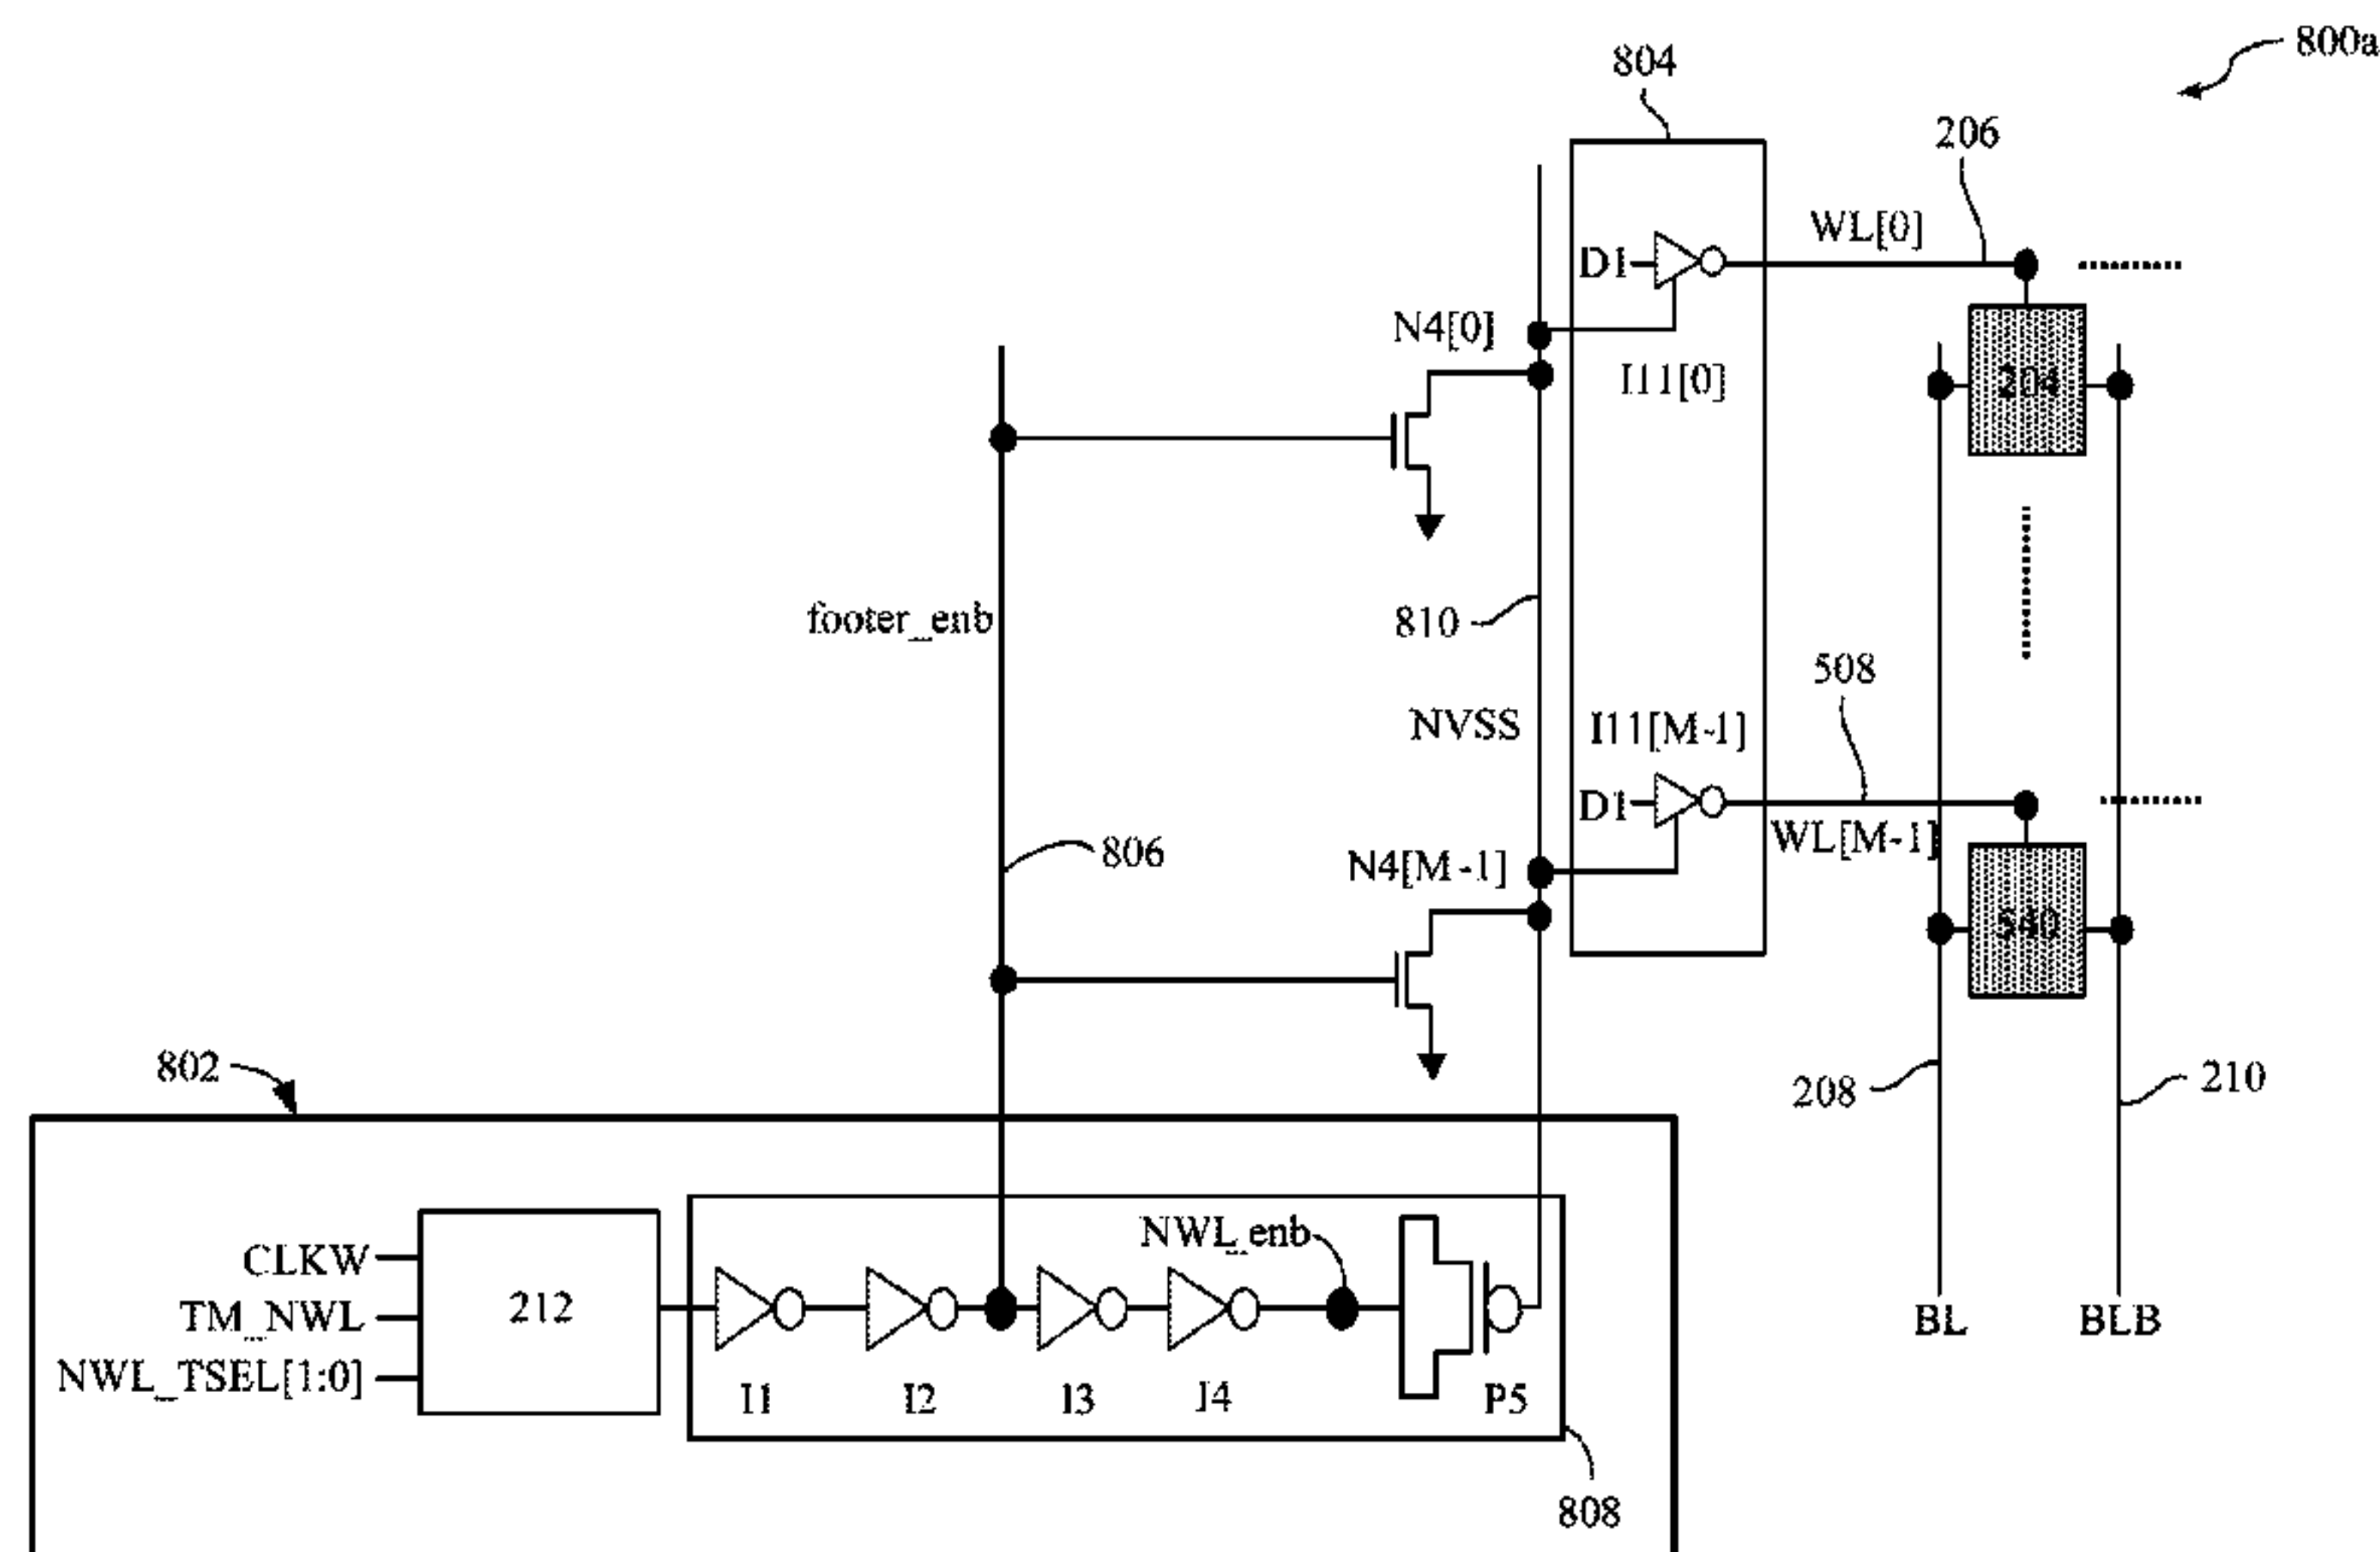 800a
804
206
WL[0]
D1
N4[0]
I11[0]
204
footer_enb
810
508
NVSS
I11[M-1]
D1
WL[M-1]
806
N4[M-1]
540
802
208
210
NWL_enb
CLKW
TM_NWL
212
NWL_TSEL[1:0]
BL
BLB
I1
I2
I3
I4
P5
808